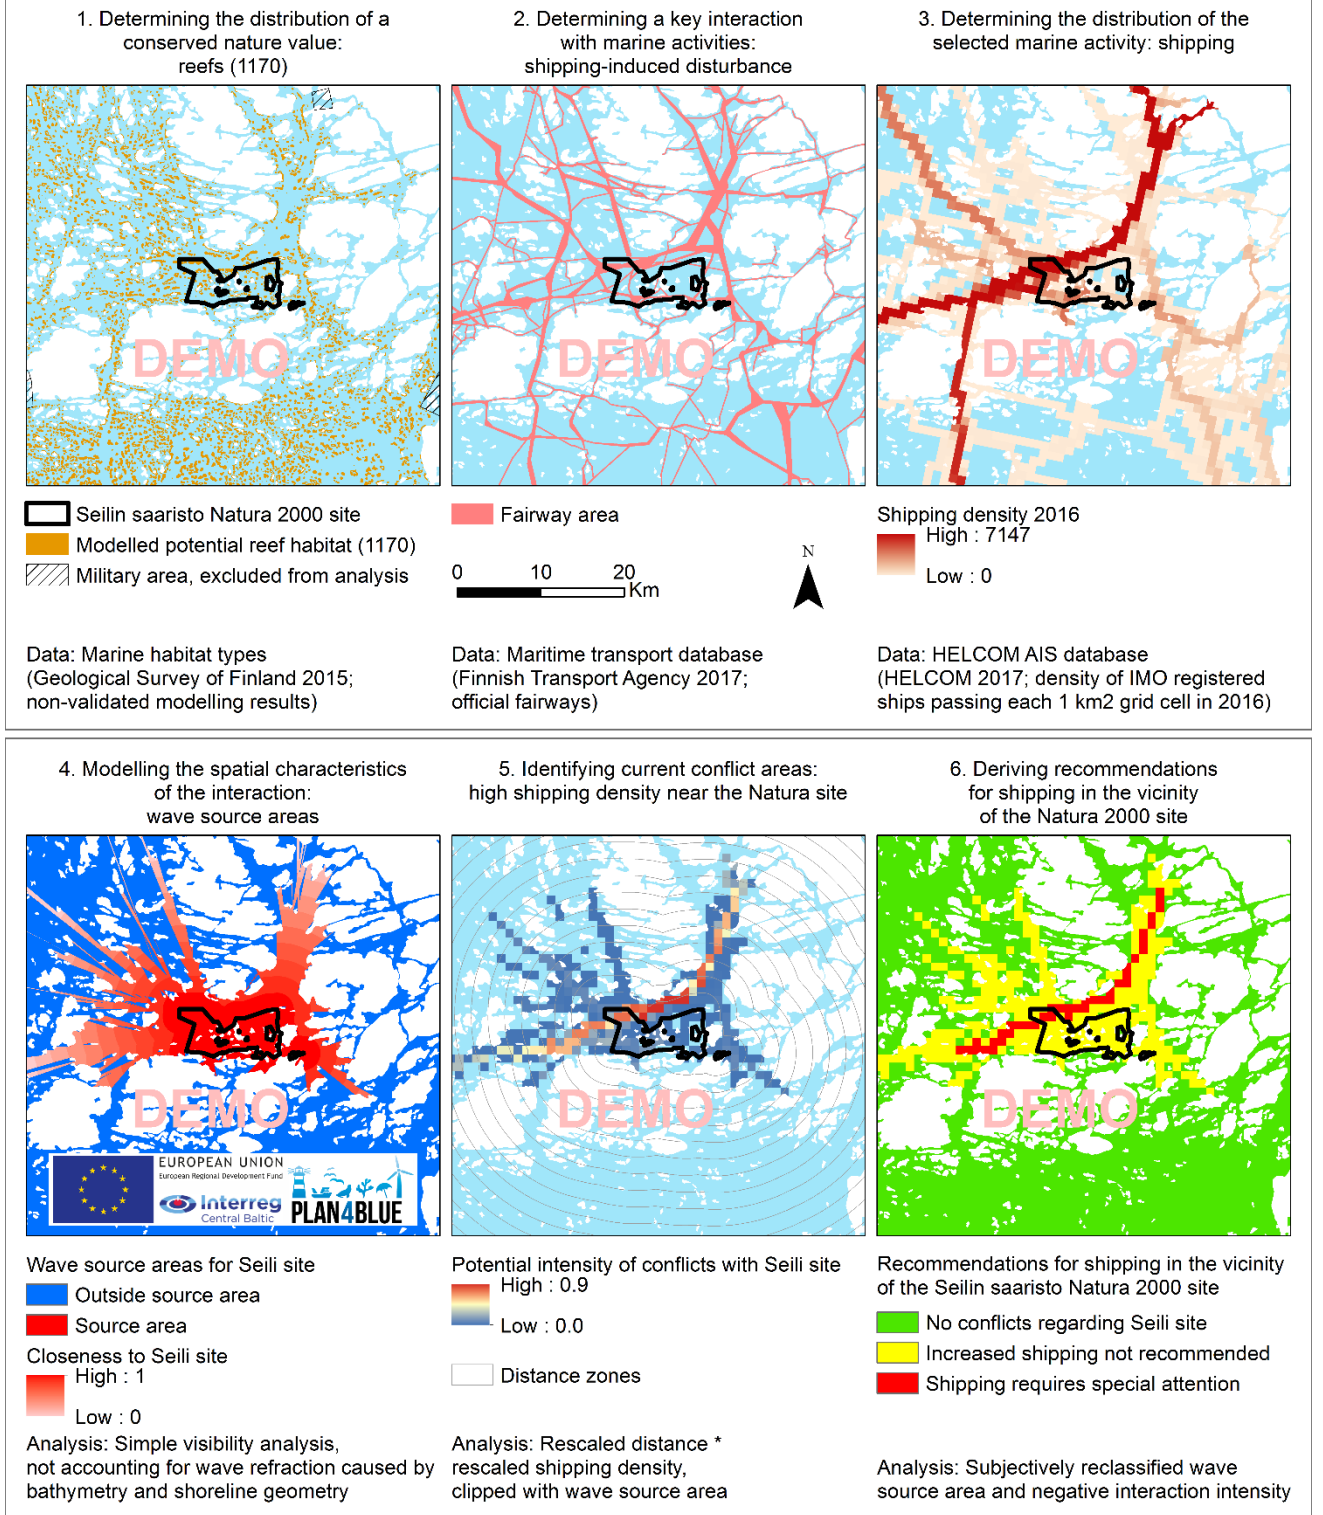 1. Determining the distribution of a
conserved nature value:
reefs (1170)
2. Determining a key interaction
with marine activities:
shipping-induced disturbance
3. Determining the distribution of the
selected marine activity: shipping
DEMO
DEMO
DEMO
Seilin saaristo Natura 2000 site
Modelled potential reef habitat (1170)
Military area, excluded from analysis
Fairway area
0 10 20
Km
N
Shipping density 2016
High : 7147
Low : 0
Data: Marine habitat types
(Geological Survey of Finland 2015;
non-validated modelling results)
Data: Maritime transport database
(Finnish Transport Agency 2017;
official fairways)
Data: HELCOM AIS database
(HELCOM 2017; density of IMO registered
ships passing each 1 km2 grid cell in 2016)
4. Modelling the spatial characteristics
of the interaction:
wave source areas
5. Identifying current conflict areas:
high shipping density near the Natura site
6. Deriving recommendations
for shipping in the vicinity
of the Natura 2000 site
DEMO
DEMO
DEMO
EUROPEAN UNION
European Regional Development Fund
Interreg
Central Baltic
PLAN4BLUE
Wave source areas for Seili site
Outside source area
Source area
Closeness to Seili site
High : 1
Low : 0
Analysis: Simple visibility analysis,
not accounting for wave refraction caused by
bathymetry and shoreline geometry
Potential intensity of conflicts with Seili site
High : 0.9
Low : 0.0
Distance zones
Analysis: Rescaled distance *
rescaled shipping density,
clipped with wave source area
Recommendations for shipping in the vicinity
of the Seilin saaristo Natura 2000 site
No conflicts regarding Seili site
Increased shipping not recommended
Shipping requires special attention
Analysis: Subjectively reclassified wave
source area and negative interaction intensity